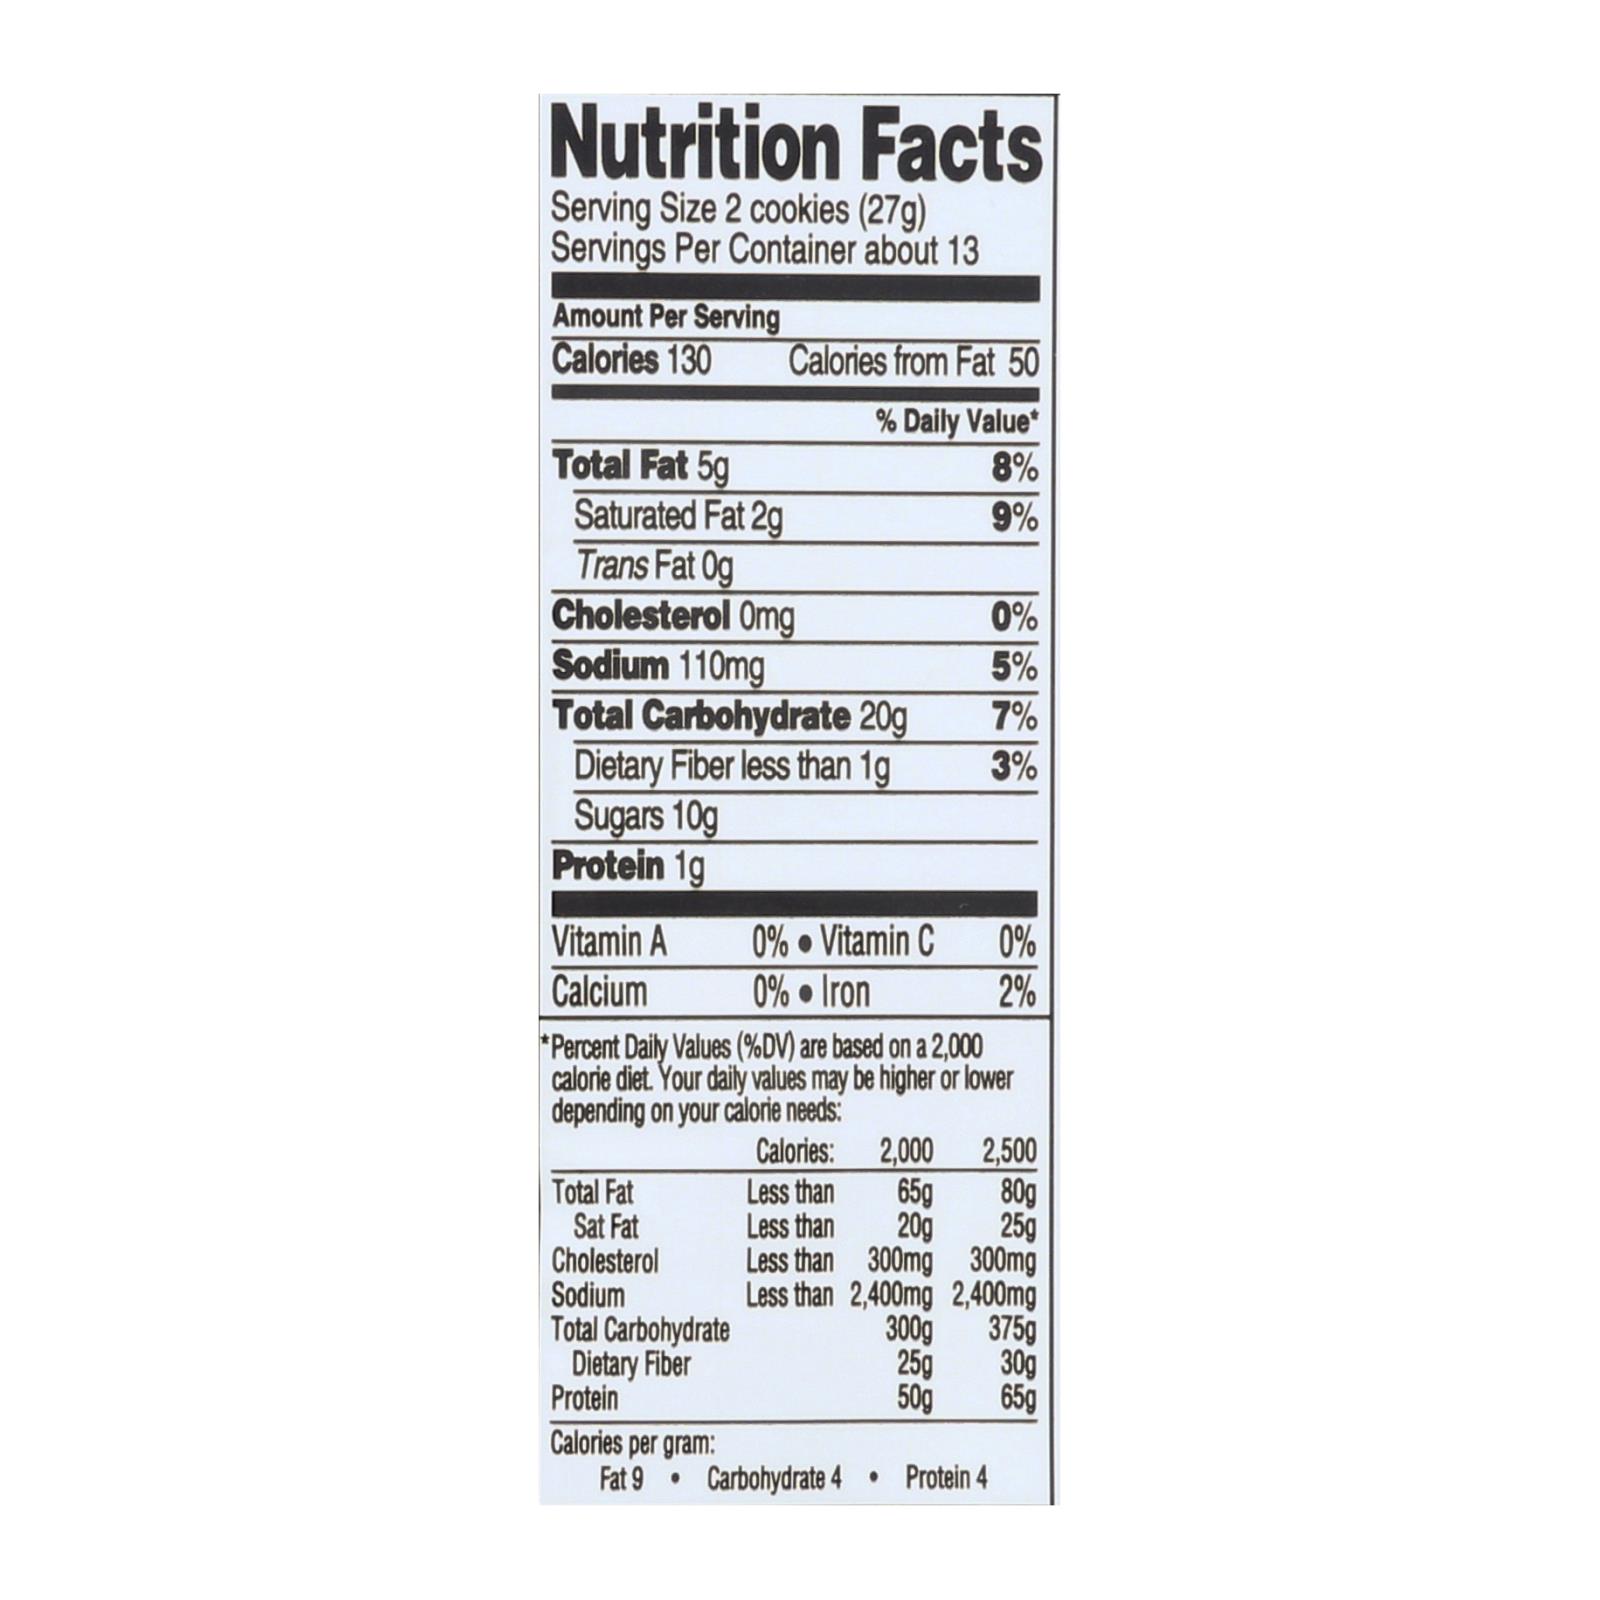 Nutrition Facts
Serving Size 2 cookies (27g)
Servings Per Container about 13
Amount Per Serving
Calories 130 Calories from Fat 50
% Daily Value*
Total Fat 5g 8%
Saturated Fat 2g 9%
Trans Fat 0g
Cholesterol 0mg 0%
Sodium 110mg 5%
Total Carbohydrate 20g 7%
Dietary Fiber less than 1g 3%
Sugars 10g
Protein 1g
Vitamin A 0% • Vitamin C 0%
Calcium 0% • Iron 2%
*Percent Daily Values (%DV) are based on a 2,000
calorie diet. Your daily values may be higher or lower
depending on your calorie needs:
Calories: 2,000 2,500
Total Fat Less than 65g 80g
Sat Fat Less than 20g 25g
Cholesterol Less than 300mg 300mg
Sodium Less than 2,400mg 2,400mg
Total Carbohydrate 300g 375g
Dietary Fiber 25g 30g
Protein 50g 65g
Calories per gram:
Fat 9 • Carbohydrate 4 • Protein 4